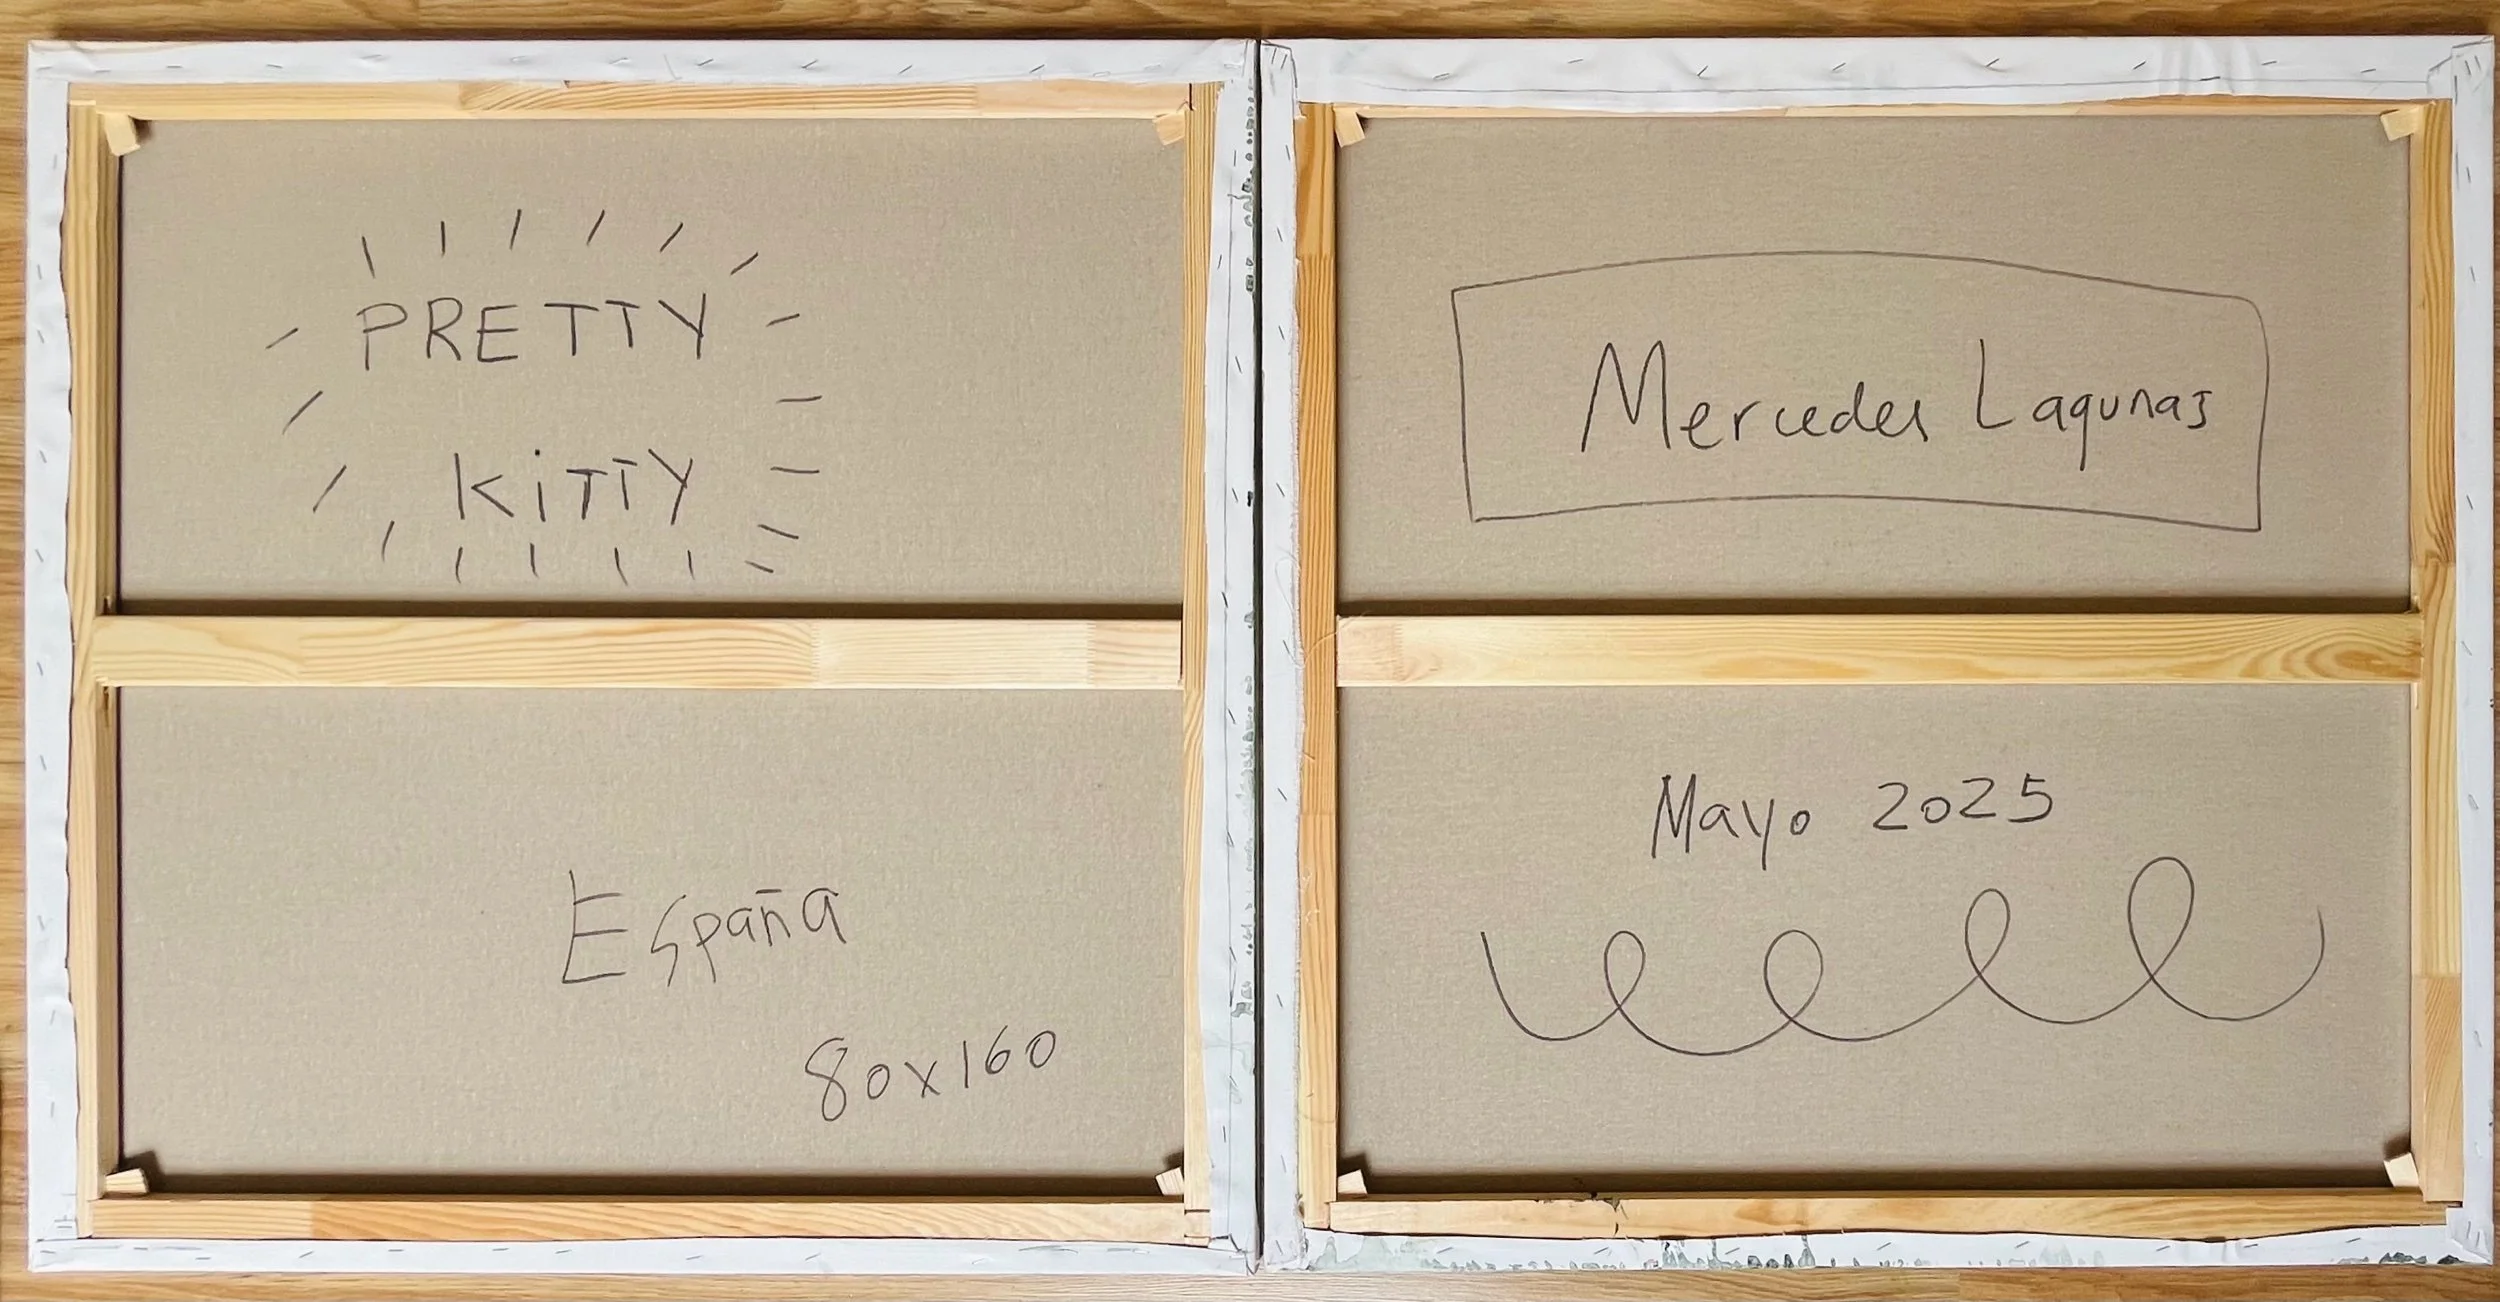 PRETTY
KiTTY
España
80x160
Mercedes Lagunas
Mayo 2025